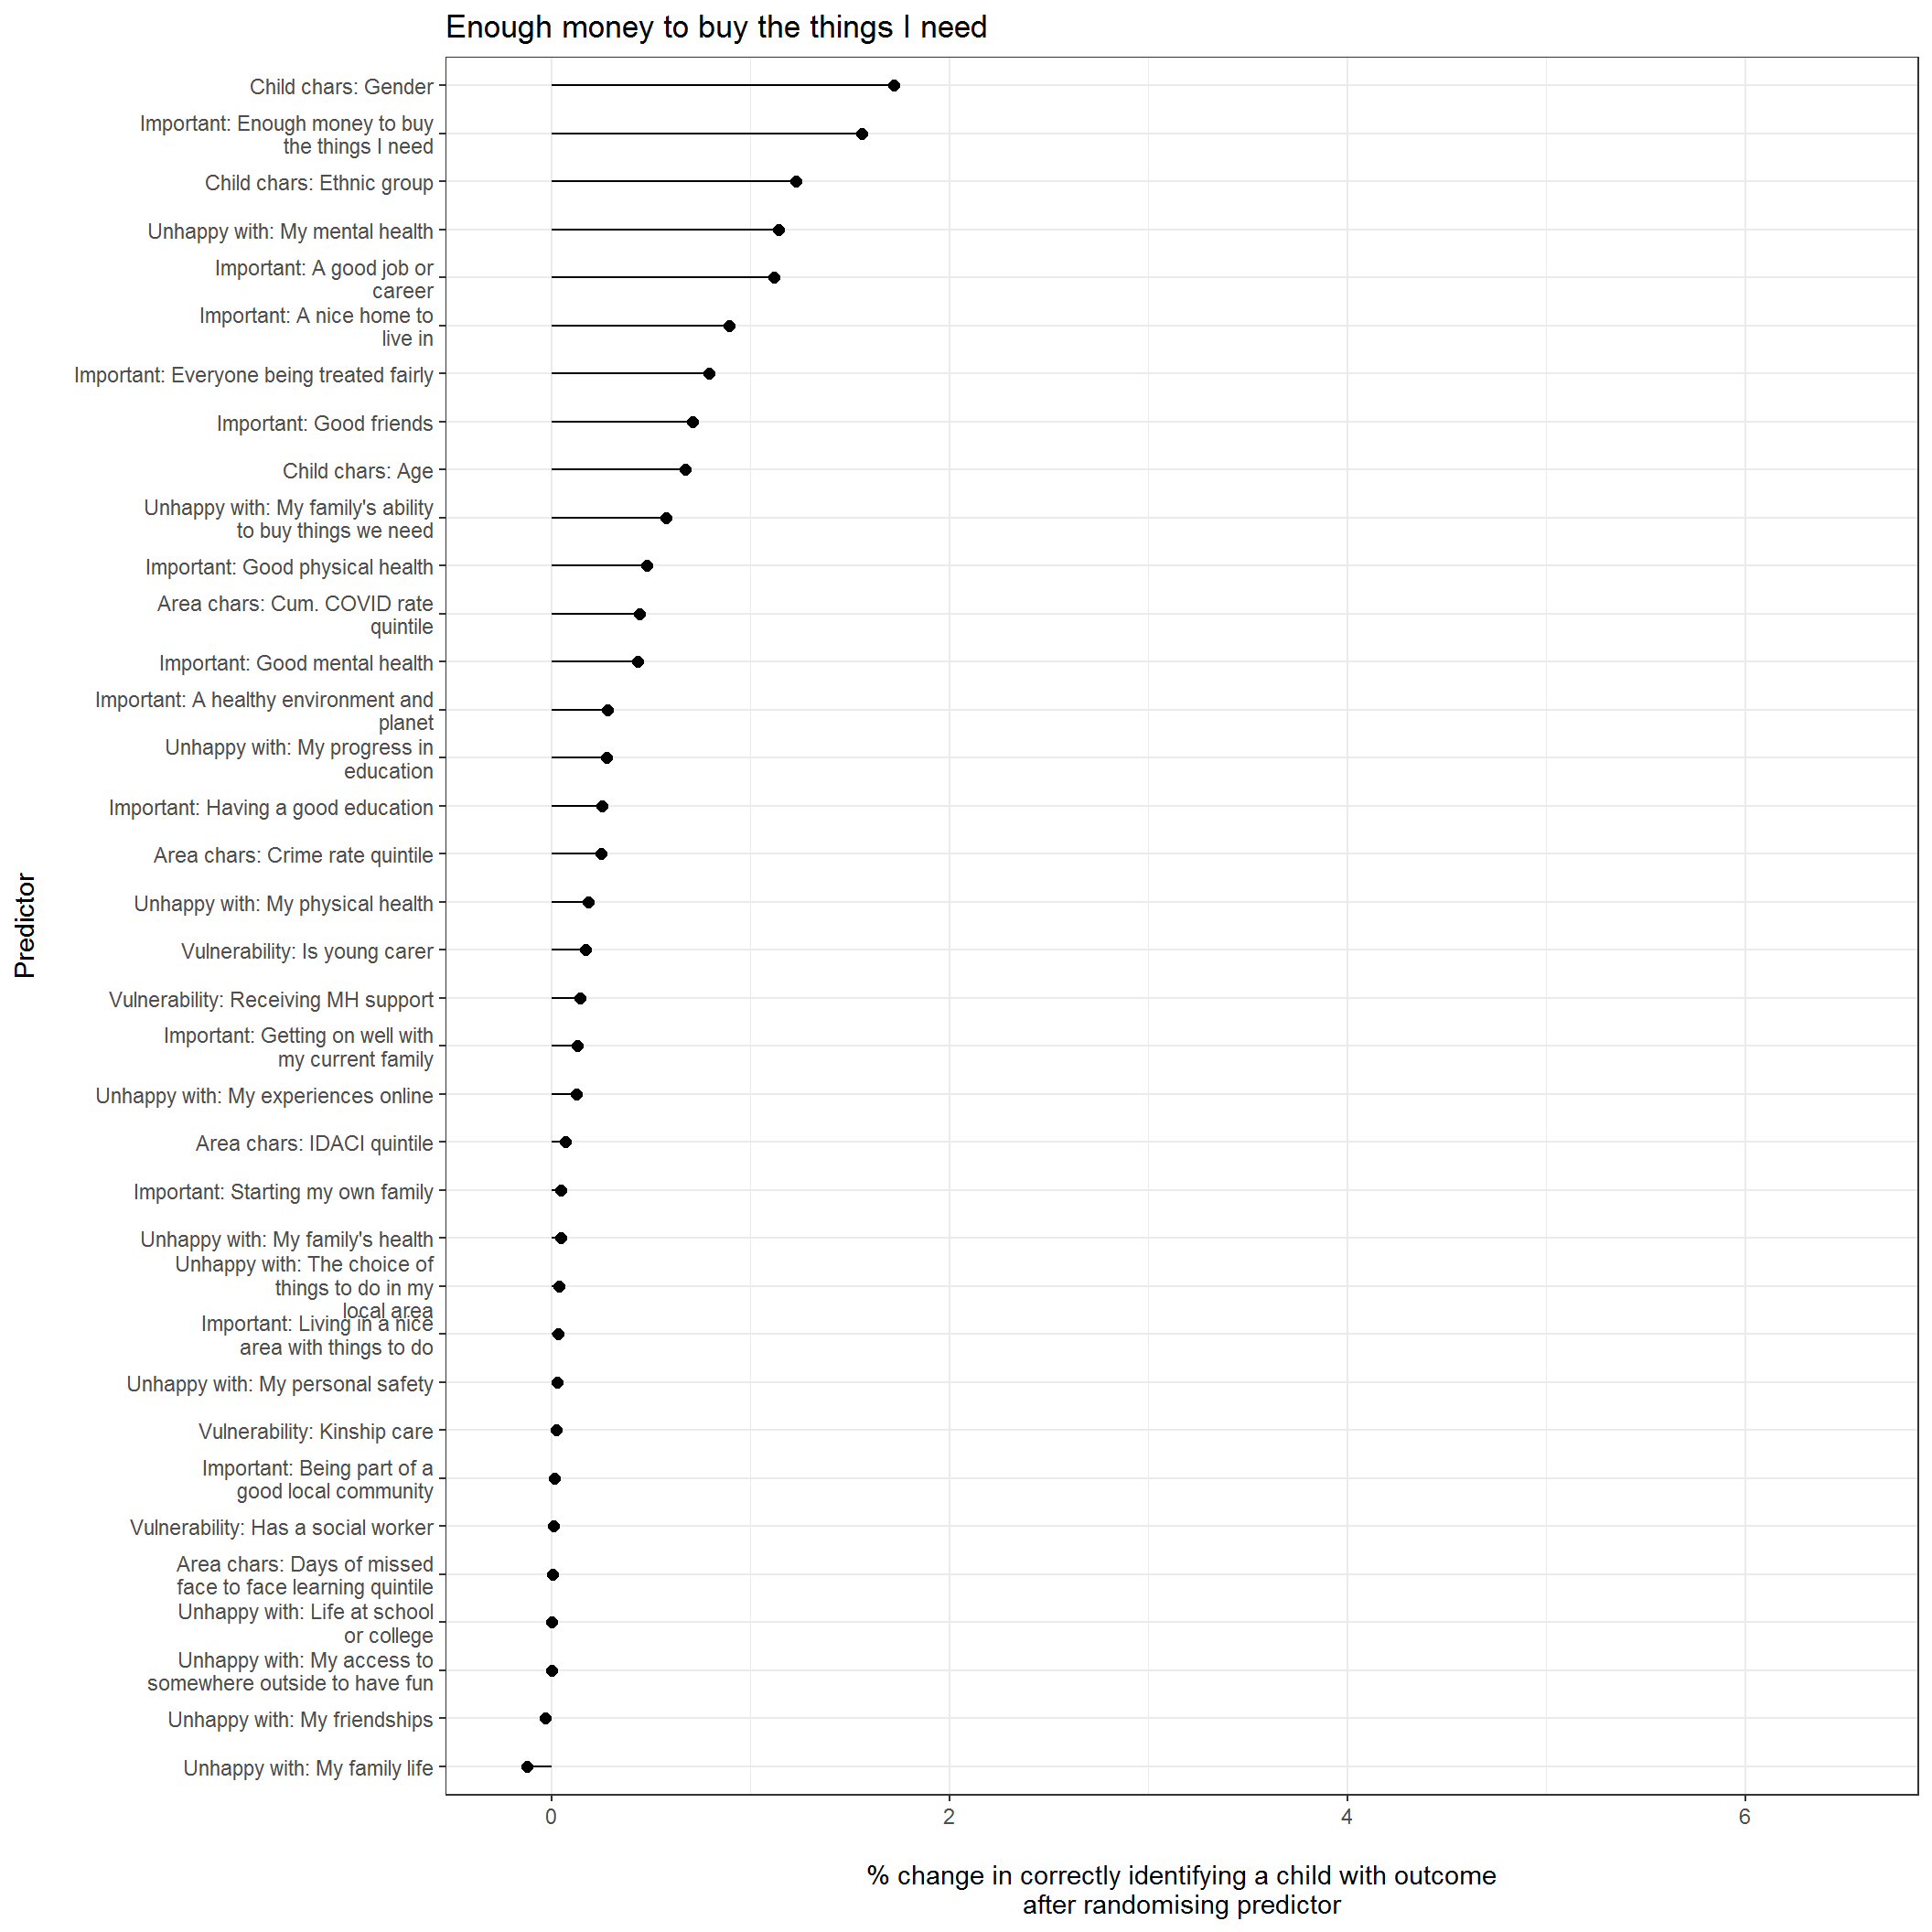 Enough money to buy the things I need
Child chars: Gender
Important: Enough money to buy
the things I need
Child chars: Ethnic group
Unhappy with: My mental health
Important: A good job or
career
Important: A nice home to
live in
Important: Everyone being treated fairly
Important: Good friends
Child chars: Age
Unhappy with: My family's ability
to buy things we need
Important: Good physical health
Area chars: Cum. COVID rate
quintile
Important: Good mental health
Important: A healthy environment and
planet
Unhappy with: My progress in
education
Important: Having a good education
Area chars: Crime rate quintile
Unhappy with: My physical health
Vulnerability: Is young carer
Vulnerability: Receiving MH support
Important: Getting on well with
my current family
Unhappy with: My experiences online
Area chars: IDACI quintile
Important: Starting my own family
Unhappy with: My family's health
Unhappy with: The choice of
things to do in my
local area
Important: Living in a nice
area with things to do
Unhappy with: My personal safety
Vulnerability: Kinship care
Important: Being part of a
good local community
Vulnerability: Has a social worker
Area chars: Days of missed
face to face learning quintile
Unhappy with: Life at school
or college
Unhappy with: My access to
somewhere outside to have fun
Unhappy with: My friendships
Unhappy with: My family life
Predictor
0 2 4 6
% change in correctly identifying a child with outcome
after randomising predictor